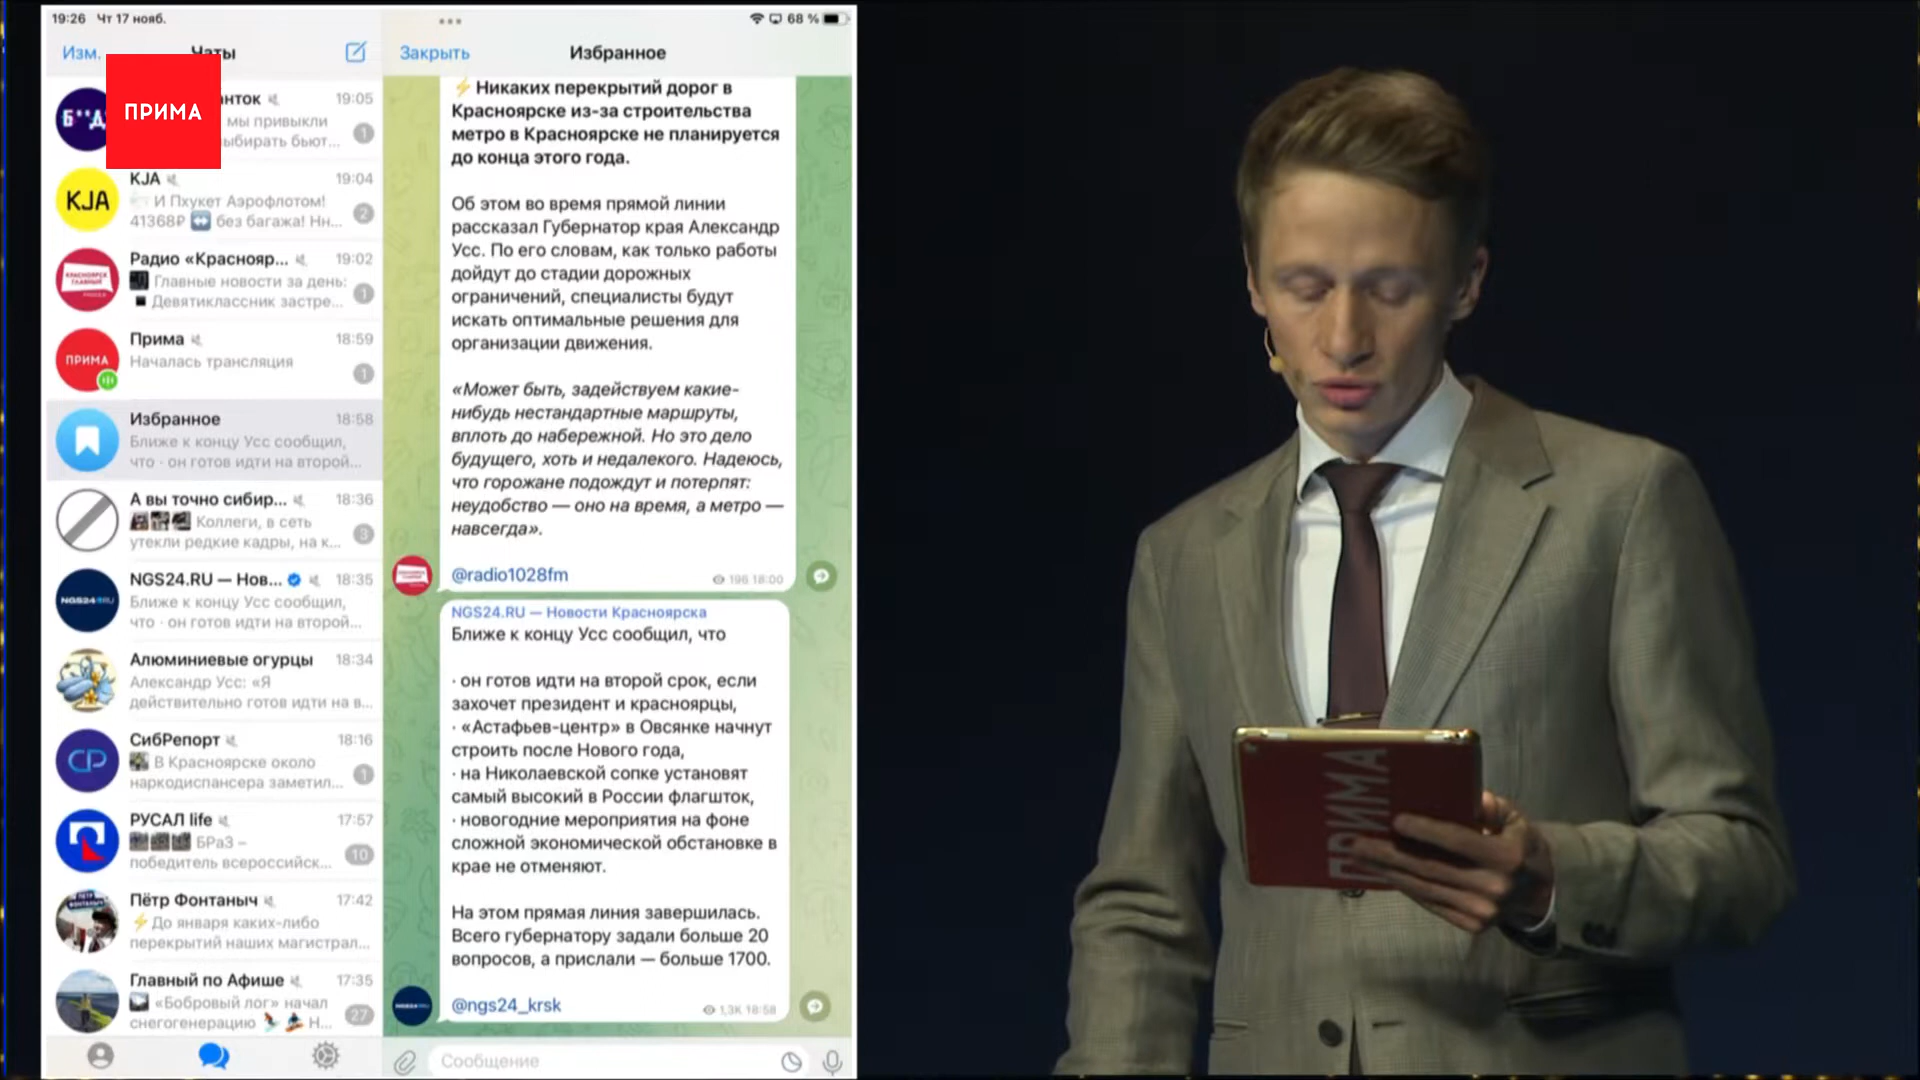 19:26 Чт 17 нояб.
68 %
Изм.
Чаты
ПРИМА
нток
19:05
мы привыкли
ыбирать бьют...
1
KJA
KJA
19:04
И Пхукет Аэрофлотом!
41368₽ ↔ без багажа! Нн...
2
Радио «Краснояр...
19:02
Главные новости за день:
Девятиклассник застре...
1
Прима
18:59
ПРИМА
Началась трансляция
1
Избранное
18:58
Ближе к концу Усс сообщил,
что · он готов идти на второй...
А вы точно сибир...
18:36
Коллеги, в сеть
утекли редкие кадры, на к...
3
NGS24.RU — Нов...
18:35
NGS24.RU
Ближе к концу Усс сообщил,
что · он готов идти на второй...
Алюминиевые огурцы
18:34
Александр Усс: «Я
действительно готов идти на в...
СибРепорт
18:16
СР
В Красноярске около
наркодиспансера заметил...
1
РУСАЛ life
17:57
БРаЗ –
победитель всероссийск...
10
Пётр Фонтаныч
17:42
⚡До января каких-либо
перекрытий наших магистрал...
Главный по Афише
17:35
«Бобровый лог» начал
снегогенерацию Н...
27
Закрыть
Избранное
⚡Никаких перекрытий дорог в
Красноярске из-за строительства
метро в Красноярске не планируется
до конца этого года.
Об этом во время прямой линии
рассказал Губернатор края Александр
Усс. По его словам, как только работы
дойдут до стадии дорожных
ограничений, специалисты будут
искать оптимальные решения для
организации движения.
«Может быть, задействуем какие-
нибудь нестандартные маршруты,
вплоть до набережной. Но это дело
будущего, хоть и недалекого. Надеюсь,
что горожане подождут и потерпят:
неудобство — оно на время, а метро —
навсегда».
@radio1028fm
196 18:00
NGS24.RU — Новости Красноярска
Ближе к концу Усс сообщил, что
· он готов идти на второй срок, если
захочет президент и красноярцы,
· «Астафьев-центр» в Овсянке начнут
строить после Нового года,
· на Николаевской сопке установят
самый высокий в России флагшток,
· новогодние мероприятия на фоне
сложной экономической обстановке в
крае не отменяют.
На этом прямая линия завершилась.
Всего губернатору задали больше 20
вопросов, а прислали — больше 1700.
@ngs24_krsk
1,3K 18:58
Сообщение
ПРИМА